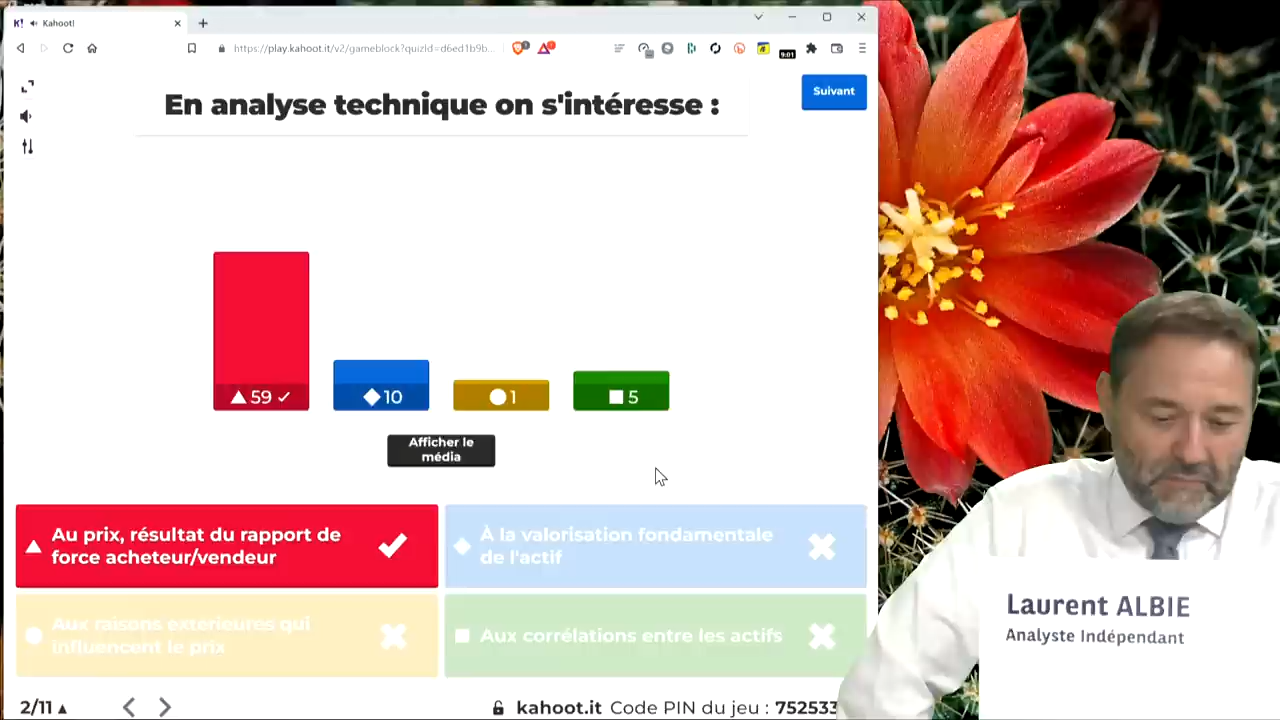 K! Kahoot!
https://play.kahoot.it/v2/gameblock?quizId=d6ed1b9b...
9:01
En analyse technique on s'intéresse :
Suivant
59
10
1
5
Afficher le
média
Au prix, résultat du rapport de
force acheteur/vendeur
À la valorisation fondamentale
de l'actif
Aux raisons exterieures qui
influencent le prix
Aux corrélations entre les actifs
2/11
kahoot.it Code PIN du jeu : 752533
Laurent ALBIE
Analyste Indépendant